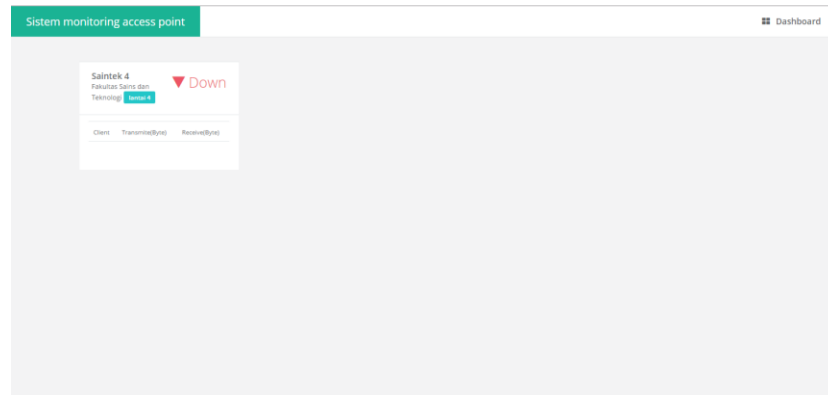 Sistem monitoring access point
Dashboard
Saintek 4
Fakultas Sains dan
Teknologi lantai 4
Down
Client Transmite(Byte) Receive(Byte)